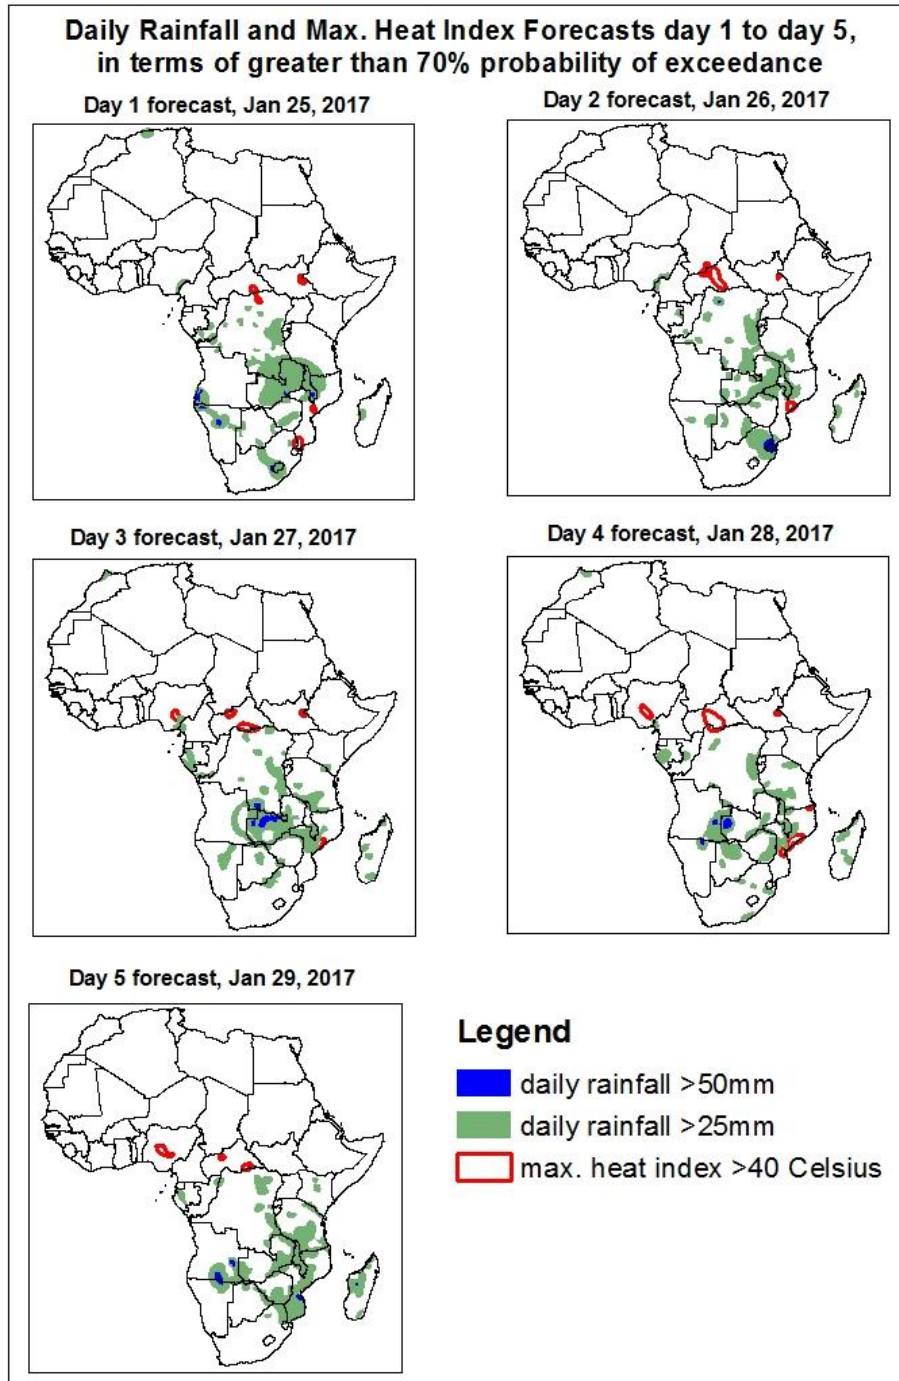 Daily Rainfall and Max. Heat Index Forecasts day 1 to day 5,
in terms of greater than 70% probability of exceedance
Day 1 forecast, Jan 25, 2017
Day 2 forecast, Jan 26, 2017
Day 3 forecast, Jan 27, 2017
Day 4 forecast, Jan 28, 2017
Day 5 forecast, Jan 29, 2017
Legend
daily rainfall >50mm
daily rainfall >25mm
max. heat index >40 Celsius